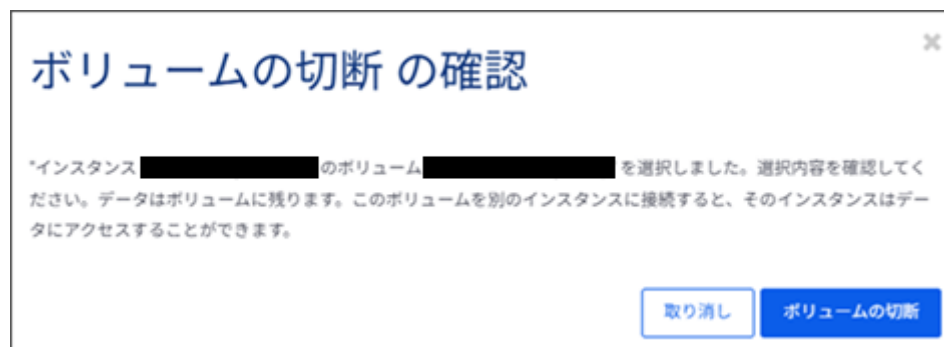 ボリュームの切断 の確認
"インスタンス のボリューム を選択しました。選択内容を確認してく
ださい。データはボリュームに残ります。このボリュームを別のインスタンスに接続すると、そのインスタンスはデー
タにアクセスすることができます。
取り消し
ボリュームの切断